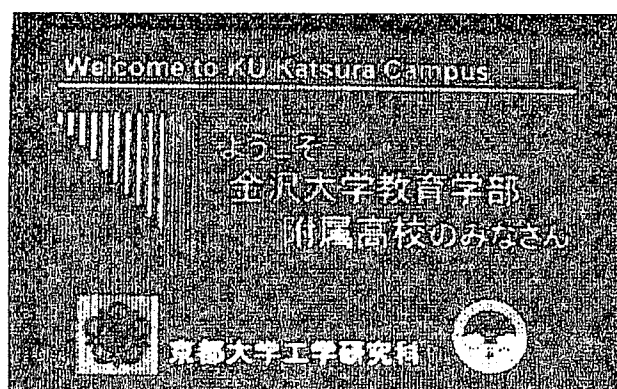 Welcome to KU Katsura Campus
ようこそ
金沢大学教育学部
附属高校のみなさん
京都大学工学研究科